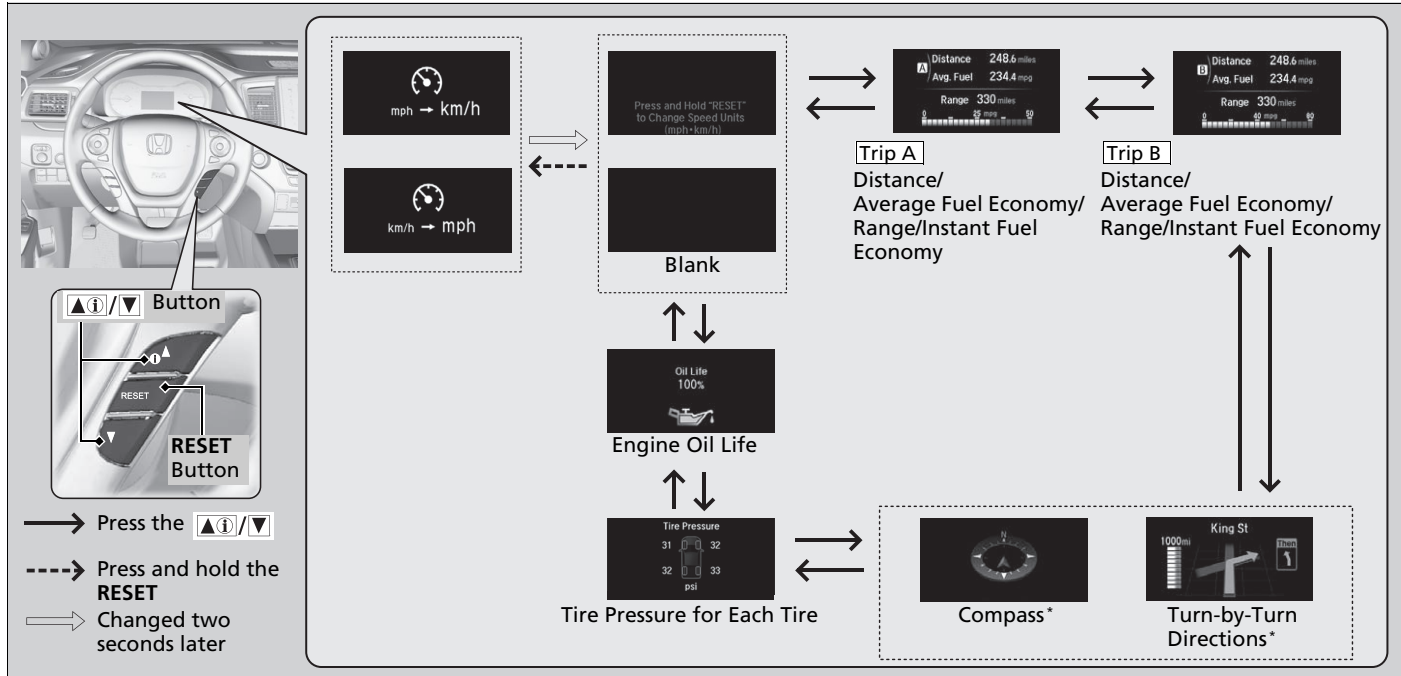 mph → km/h
km/h → mph
Press and Hold "RESET"
to Change Speed Units
(mph•km/h)
Blank
A Distance 248.6 miles
Avg. Fuel 234.4 mpg
Range 330 miles
0 25 mpg 50
Trip A
Distance/
Average Fuel Economy/
Range/Instant Fuel
Economy
B Distance 248.6 miles
Avg. Fuel 234.4 mpg
Range 330 miles
0 40 mpg 80
Trip B
Distance/
Average Fuel Economy/
Range/Instant Fuel Economy
▲ⓘ/▼ Button
RESET
RESET
Button
Press the ▲ⓘ/▼
Press and hold the
RESET
Changed two
seconds later
Oil Life
100%
Engine Oil Life
Tire Pressure
31 32
32 33
psi
Tire Pressure for Each Tire
N
Compass*
King St
1000mi
Then
Turn-by-Turn
Directions*